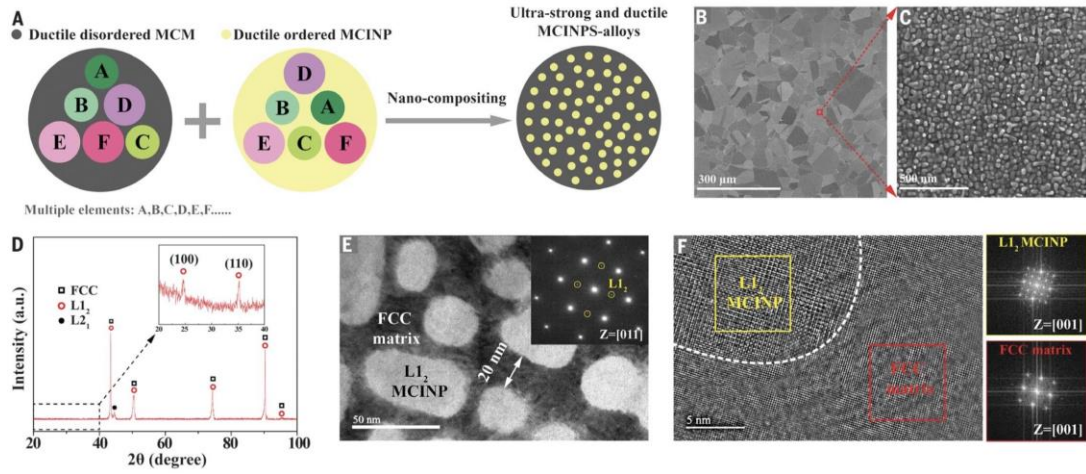 A
Ductile disordered MCM
Ductile ordered MCINP
A
B
D
E
F
C
D
B
A
E
C
F
Nano-compositing
Ultra-strong and ductile
MCINPS-alloys
Multiple elements: A,B,C,D,E,F......
B
300 μm
C
500 nm
D
Intensity (a.u.)
FCC
L1₂
L2₁
(100)
(110)
20 25 30 35 40
20 40 60 80 100
2θ (degree)
E
FCC
matrix
L1₂
MCINP
20 nm
50 nm
L1₂
Z=[011]
F
L1₂
MCINP
FCC
matrix
5 nm
L1₂ MCINP
Z=[001]
FCC matrix
Z=[001]